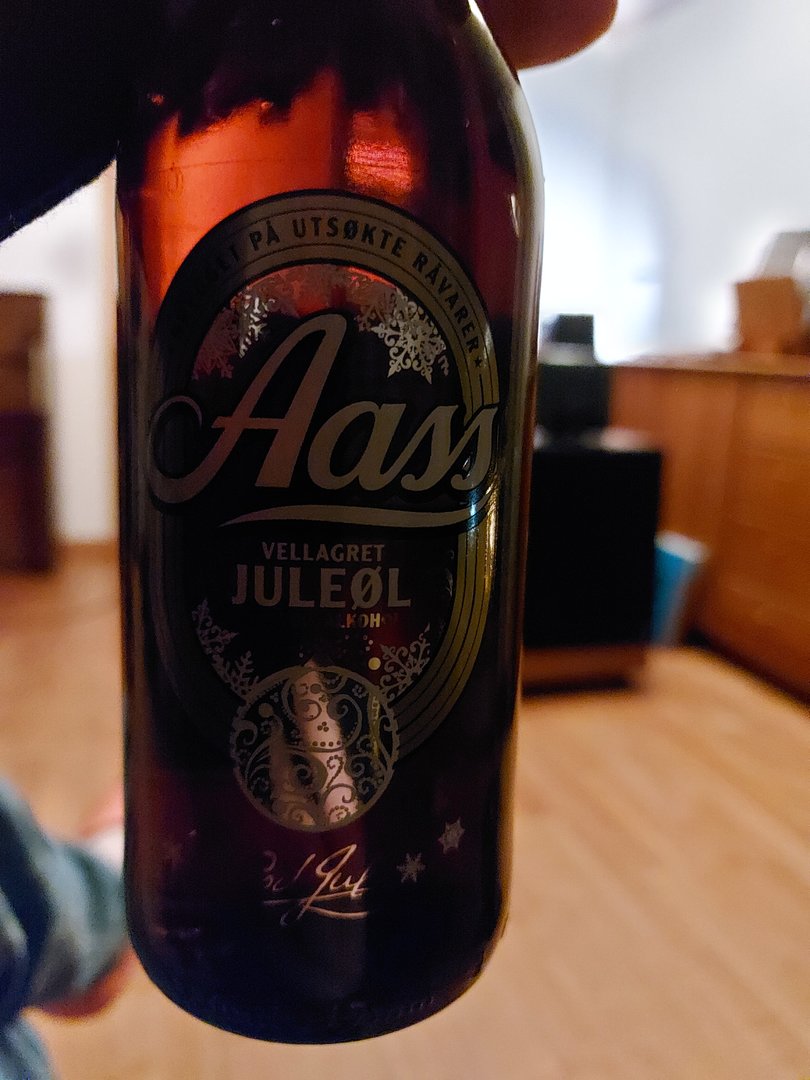 PÅ UTSØKTE RÅVARER
Aass
VELLAGRET
JULEØL